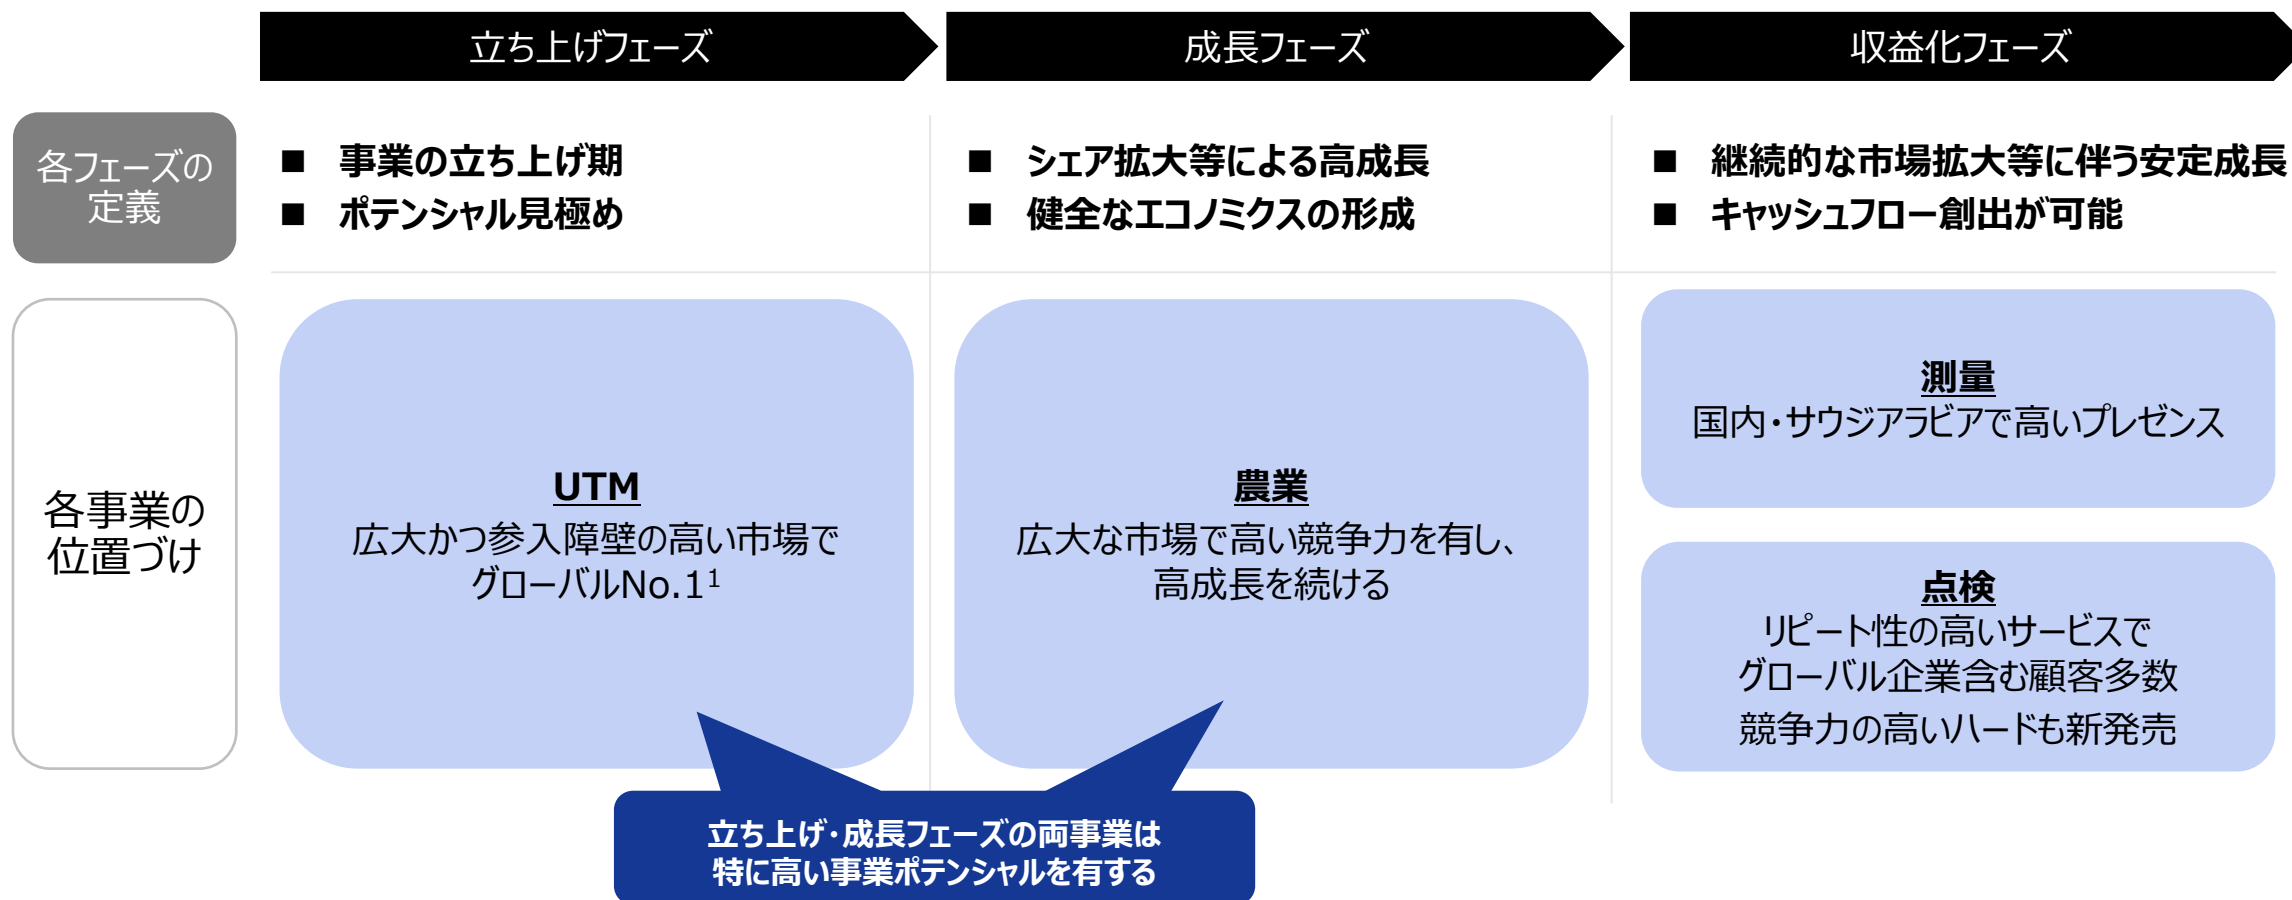 立ち上げフェーズ
成長フェーズ
収益化フェーズ
各フェーズの
定義
■ 事業の立ち上げ期
■ ポテンシャル見極め
■ シェア拡大等による高成長
■ 健全なエコノミクスの形成
■ 継続的な市場拡大等に伴う安定成長
■ キャッシュフロー創出が可能
各事業の
位置づけ
UTM
広大かつ参入障壁の高い市場で
グローバルNo.1¹
農業
広大な市場で高い競争力を有し、
高成長を続ける
測量
国内・サウジアラビアで高いプレゼンス
点検
リピート性の高いサービスで
グローバル企業含む顧客多数
競争力の高いハードも新発売
立ち上げ・成長フェーズの両事業は
特に高い事業ポテンシャルを有する